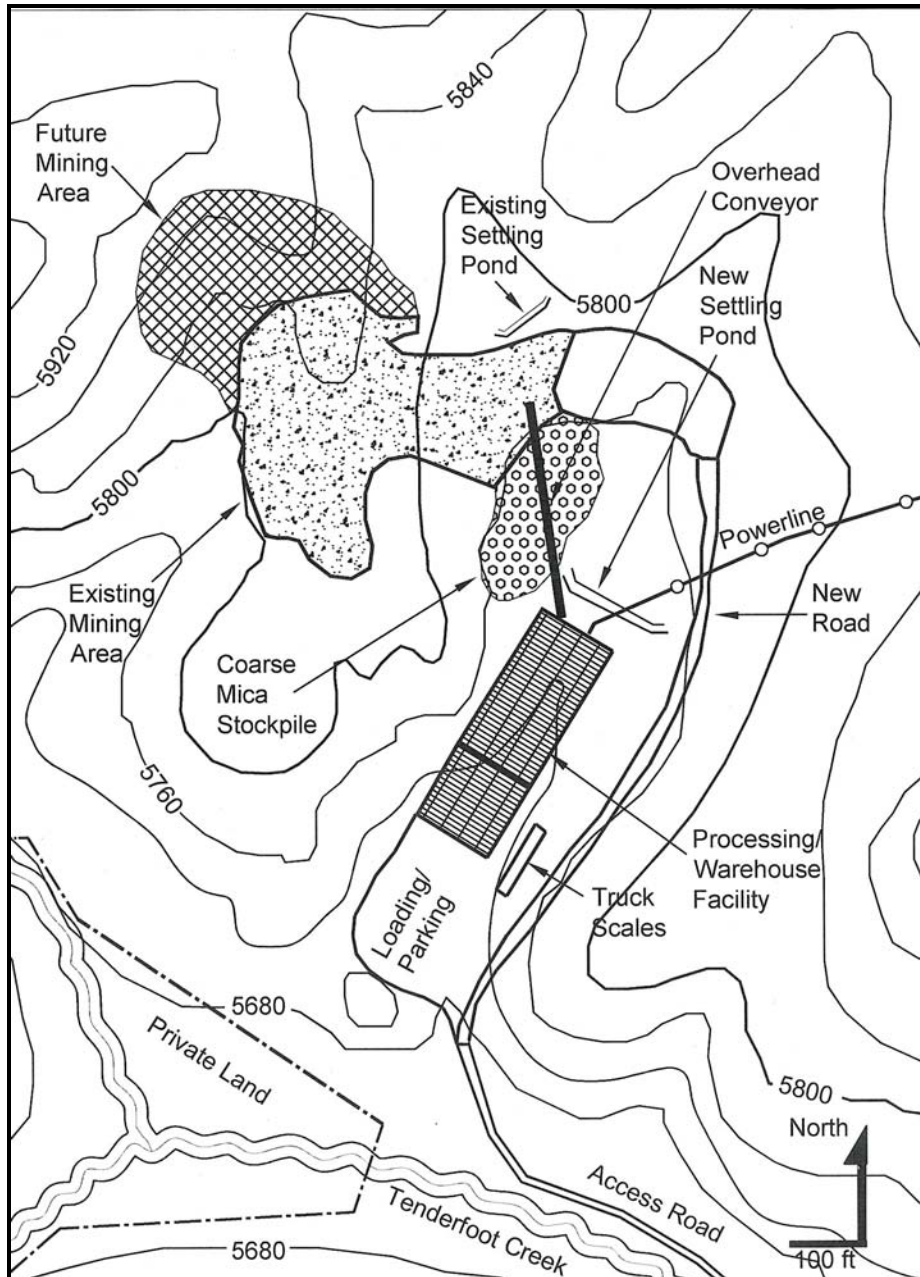 5840
Future
Mining
Area
Overhead
Conveyor
Existing
Settling
Pond
New
Settling
Pond
5800
5920
5800
Powerline
Existing
Mining
Area
New
Road
Coarse
Mica
Stockpile
5760
Processing/
Warehouse
Facility
Truck
Scales
Loading/
Parking
5680
Private Land
5800
North
Access Road
Tenderfoot Creek
5680
100 ft